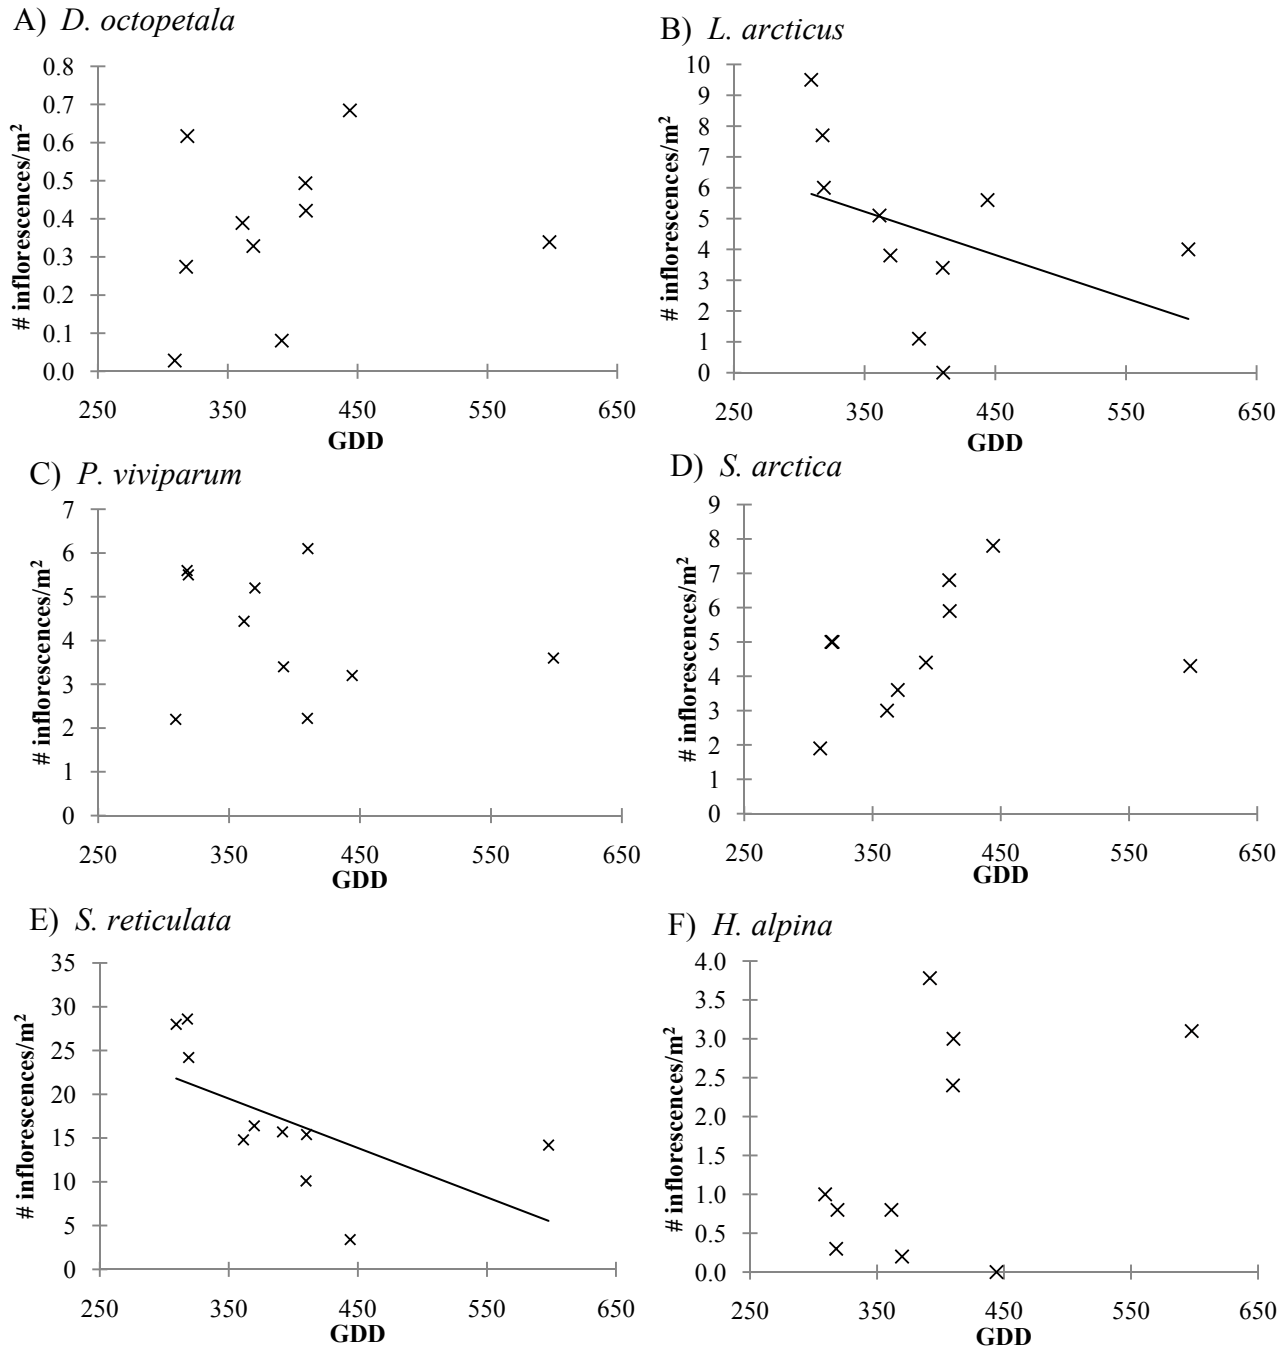 A) D. octopetala
# inflorescences/m²
0.8
0.7
0.6
0.5
0.4
0.3
0.2
0.1
0.0
250 350 450 550 650
GDD
B) L. arcticus
# inflorescences/m²
10
9
8
7
6
5
4
3
2
1
0
250 350 450 550 650
GDD
C) P. viviparum
# inflorescences/m²
7
6
5
4
3
2
1
0
250 350 450 550 650
GDD
D) S. arctica
# inflorescences/m²
9
8
7
6
5
4
3
2
1
0
250 350 450 550 650
GDD
E) S. reticulata
# inflorescences/m²
35
30
25
20
15
10
5
0
250 350 450 550 650
GDD
F) H. alpina
# inflorescences/m²
4.0
3.5
3.0
2.5
2.0
1.5
1.0
0.5
0.0
250 350 450 550 650
GDD